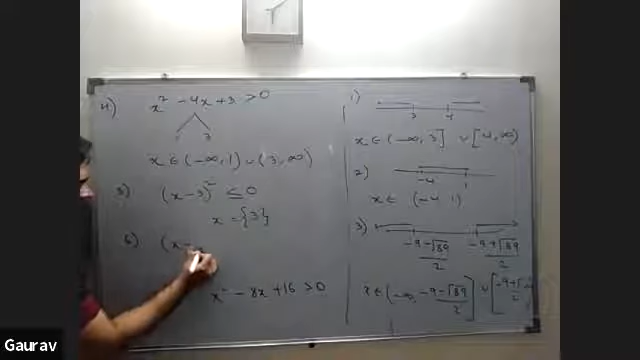 4) x² - 4x + 3 > 0
1 3
x ∈ (-∞, 1) ∪ (3, ∞)
5) (x-3)² ≤ 0
x = {3}
6) (x-
x² - 8x + 16 > 0
1)
3 4
x ∈ (-∞, 3] ∪ [4, ∞)
2)
-4 1
x ∈ (-4 1)
3)
-9-√89 -9+√89
2 2
x ∈ (-∞, -9-√89 ] ∪ [ -9+√
2 2
Gaurav